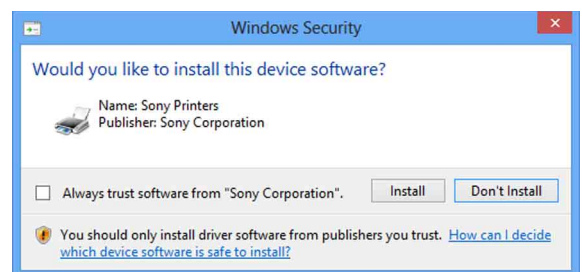 Windows Security
Would you like to install this device software?
Name: Sony Printers
Publisher: Sony Corporation
Always trust software from "Sony Corporation".
Install
Don't Install
You should only install driver software from publishers you trust. How can I decide
which device software is safe to install?